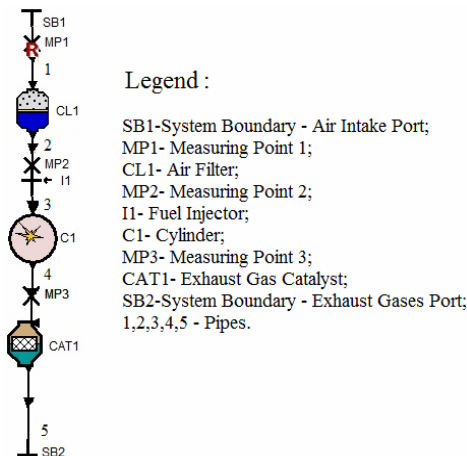 SB1
MP1
R
1
CL1
2
MP2
I1
3
C1
4
MP3
CAT1
5
SB2
Legend :
SB1-System Boundary - Air Intake Port;
MP1- Measuring Point 1;
CL1- Air Filter;
MP2- Measuring Point 2;
I1- Fuel Injector;
C1- Cylinder;
MP3- Measuring Point 3;
CAT1- Exhaust Gas Catalyst;
SB2-System Boundary - Exhaust Gases Port;
1,2,3,4,5 - Pipes.